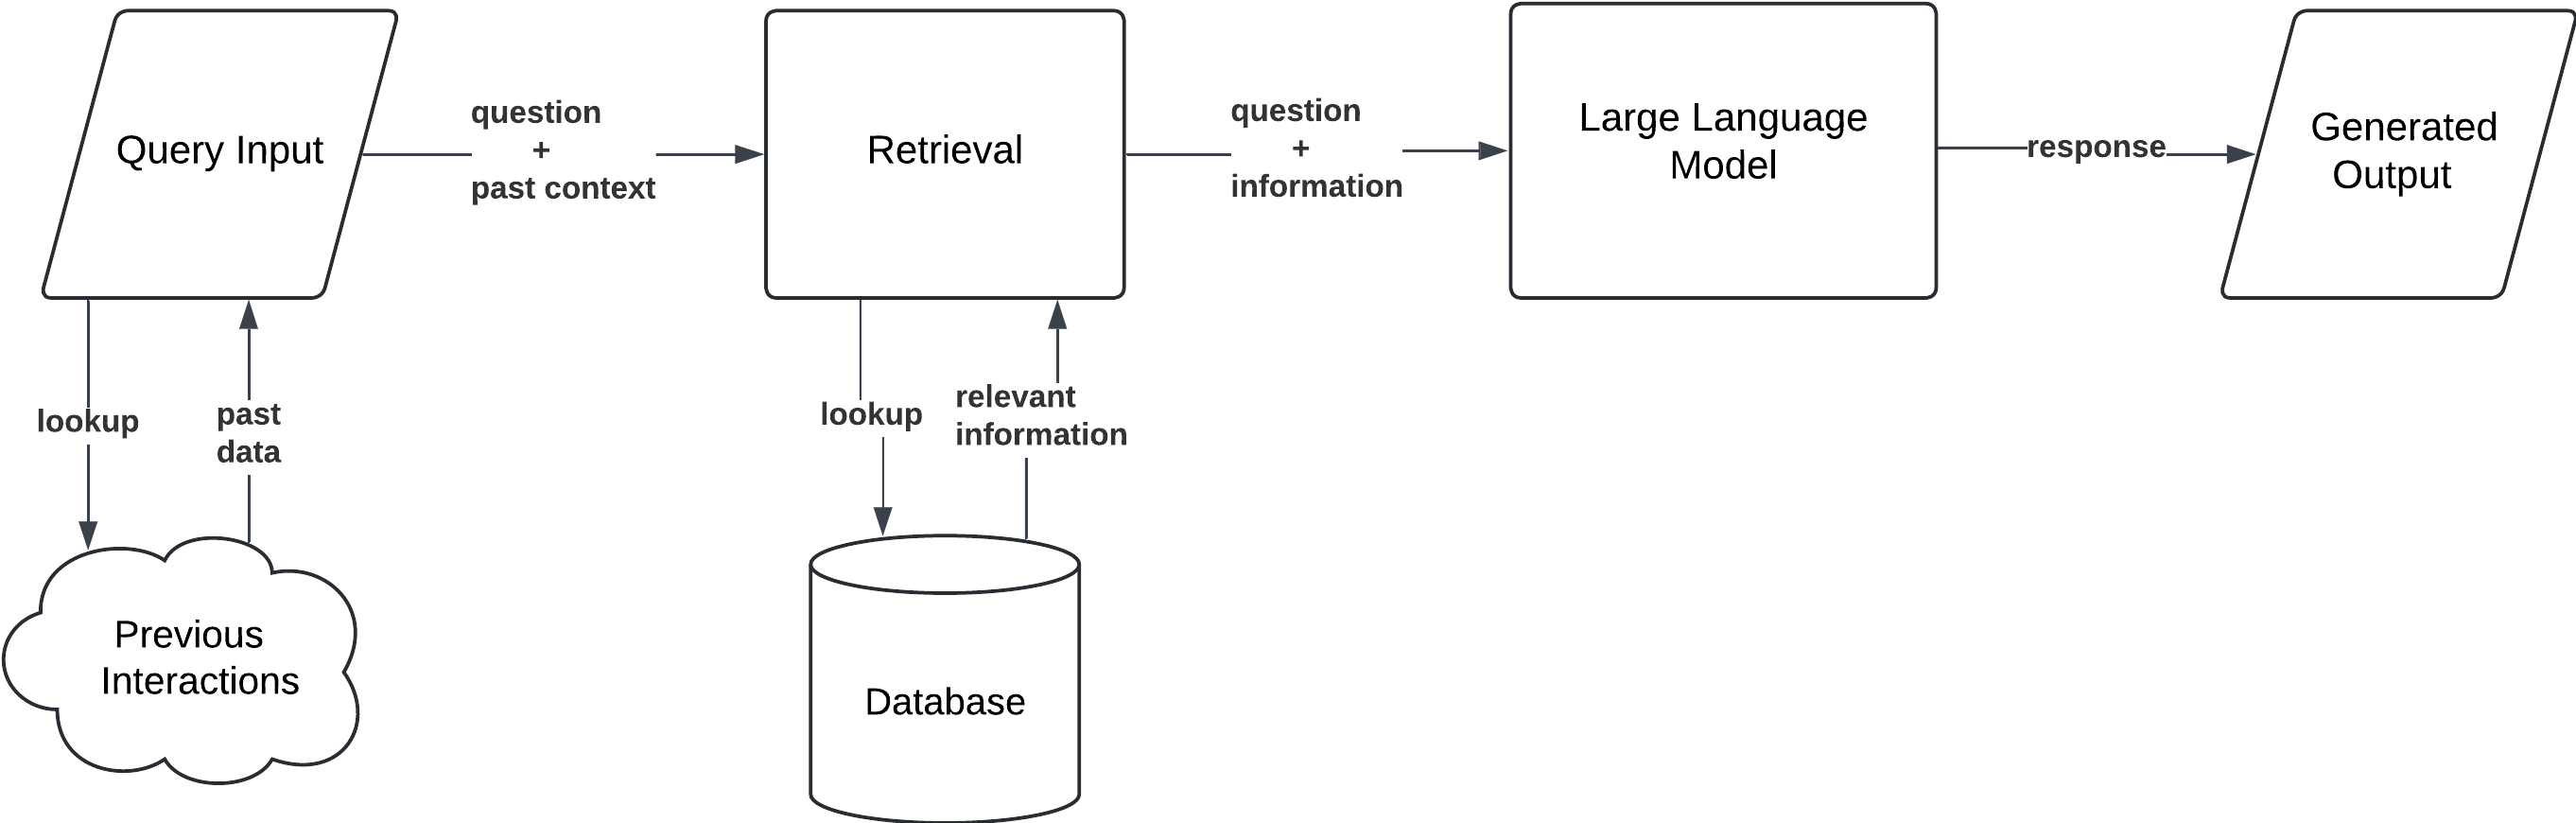 Query Input
question
+
past context
Retrieval
question
+
information
Large Language
Model
response
Generated
Output
lookup
past
data
lookup
relevant
information
Previous
Interactions
Database